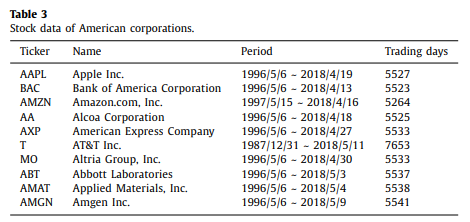 Table 3
Stock data of American corporations.
Ticker Name Period Trading days
AAPL Apple Inc. 1996/5/6 ~ 2018/4/19 5527
BAC Bank of America Corporation 1996/5/6 ~ 2018/4/13 5523
AMZN Amazon.com, Inc. 1997/5/15 ~ 2018/4/16 5264
AA Alcoa Corporation 1996/5/6 ~ 2018/4/18 5525
AXP American Express Company 1996/5/6 ~ 2018/4/27 5533
T AT&T Inc. 1987/12/31 ~ 2018/5/11 7653
MO Altria Group, Inc. 1996/5/6 ~ 2018/4/30 5533
ABT Abbott Laboratories 1996/5/6 ~ 2018/5/3 5537
AMAT Applied Materials, Inc. 1996/5/6 ~ 2018/5/4 5538
AMGN Amgen Inc. 1996/5/6 ~ 2018/5/9 5541